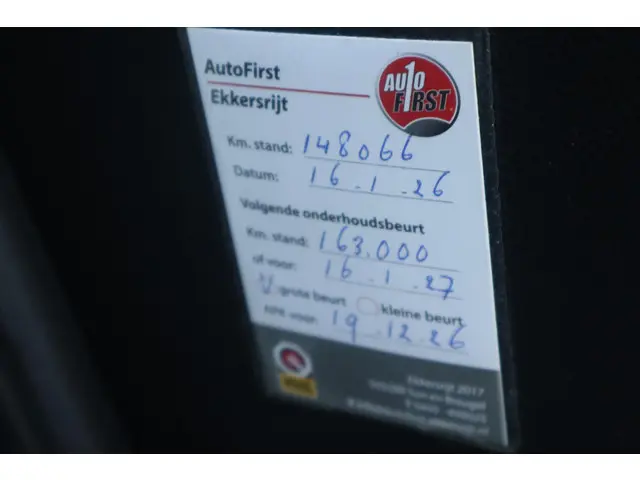 AutoFirst
Ekkersrijt
AUTO FIRST
Km. stand: 148066
Datum: 16-1-26
Volgende onderhoudsbeurt
Km. stand: 163.000
of voor: 16-1-27
V grote beurt kleine beurt
APK voor: 19-12-26
Ekkersrijt 2017